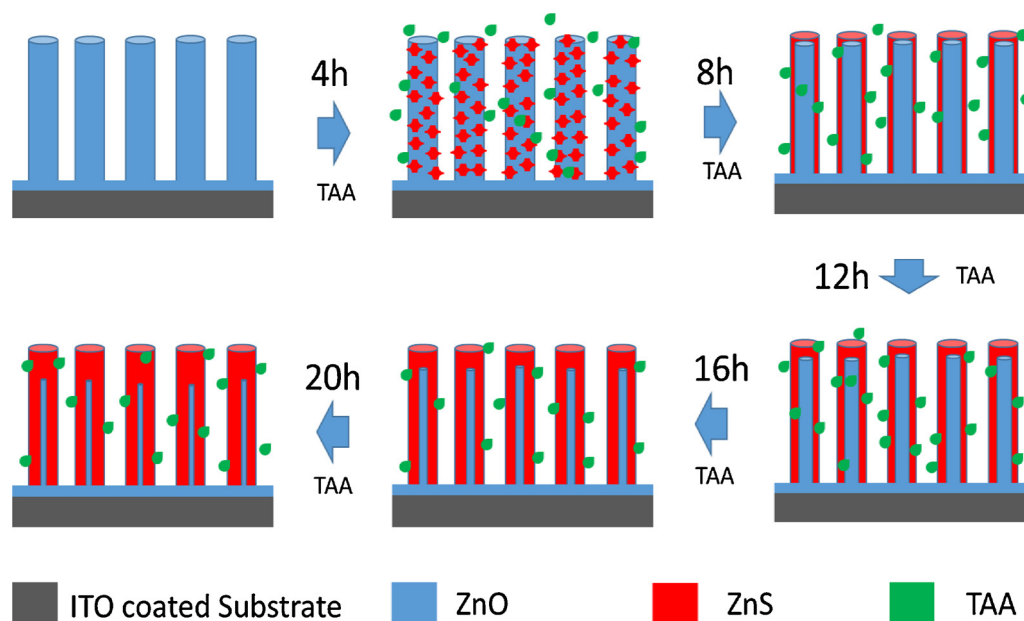 4h
TAA
8h
TAA
12h
TAA
16h
TAA
20h
TAA
ITO coated Substrate
ZnO
ZnS
TAA